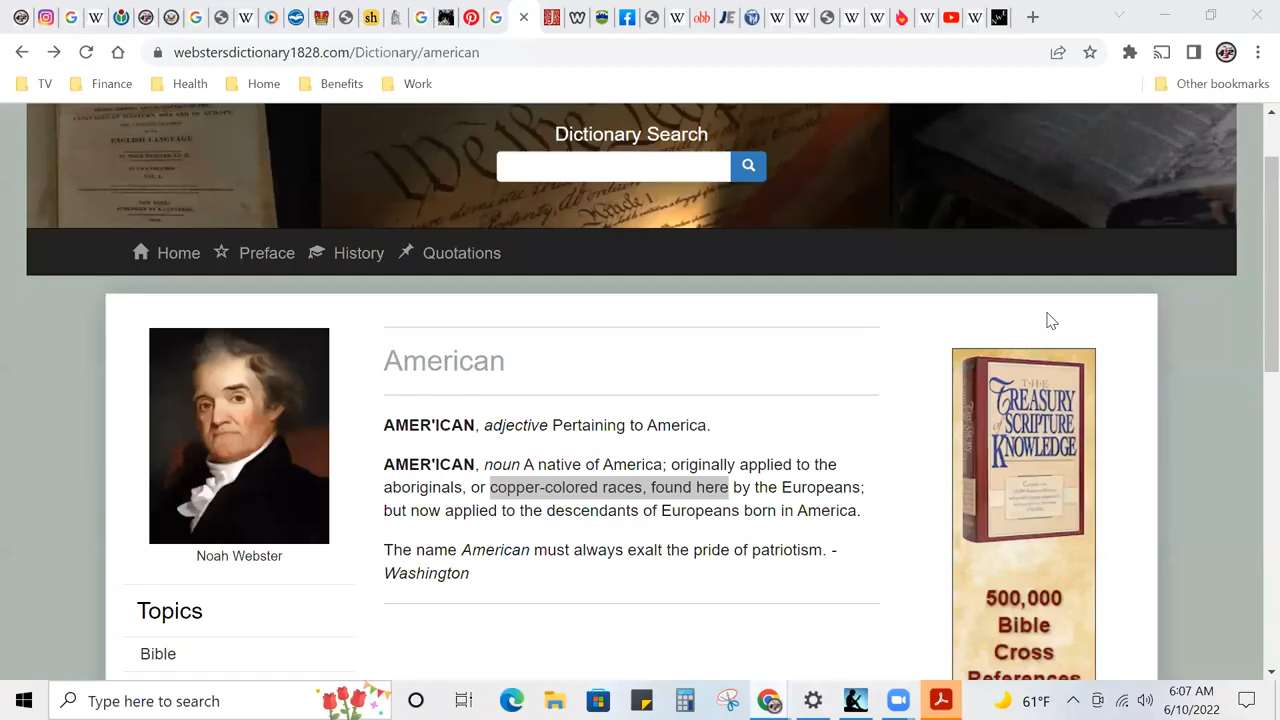 webstersdictionary1828.com/Dictionary/american
TV
Finance
Health
Home
Benefits
Work
Other bookmarks
ENGLISH LANGUAGE
Dictionary Search
Home
Preface
History
Quotations
Noah Webster
Topics
Bible
American
AMER'ICAN, adjective Pertaining to America.
AMER'ICAN, noun A native of America; originally applied to the
aboriginals, or copper-colored races, found here by the Europeans;
but now applied to the descendants of Europeans born in America.
The name American must always exalt the pride of patriotism. -
Washington
THE
TREASURY
of SCRIPTURE
KNOWLEDGE
500,000
Bible
Cross
References
Type here to search
61°F
6:07 AM
6/10/2022